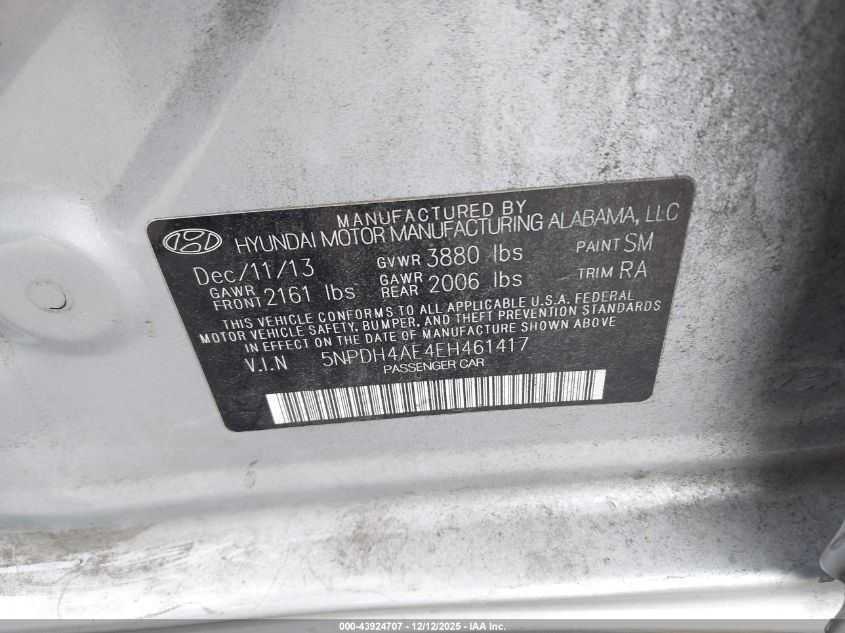 MANUFACTURED BY
HYUNDAI MOTOR MANUFACTURING ALABAMA, LLC
Dec/11/13 GVWR 3880 lbs PAINT SM
GAWR FRONT 2161 lbs GAWR REAR 2006 lbs TRIM RA
THIS VEHICLE CONFORMS TO ALL APPLICABLE U.S.A. FEDERAL
MOTOR VEHICLE SAFETY, BUMPER, AND THEFT PREVENTION STANDARDS
IN EFFECT ON THE DATE OF MANUFACTURE SHOWN ABOVE
V.I.N 5NPDH4AE4EH461417
PASSENGER CAR
000-43924707 - 12/12/2025 - IAA Inc.